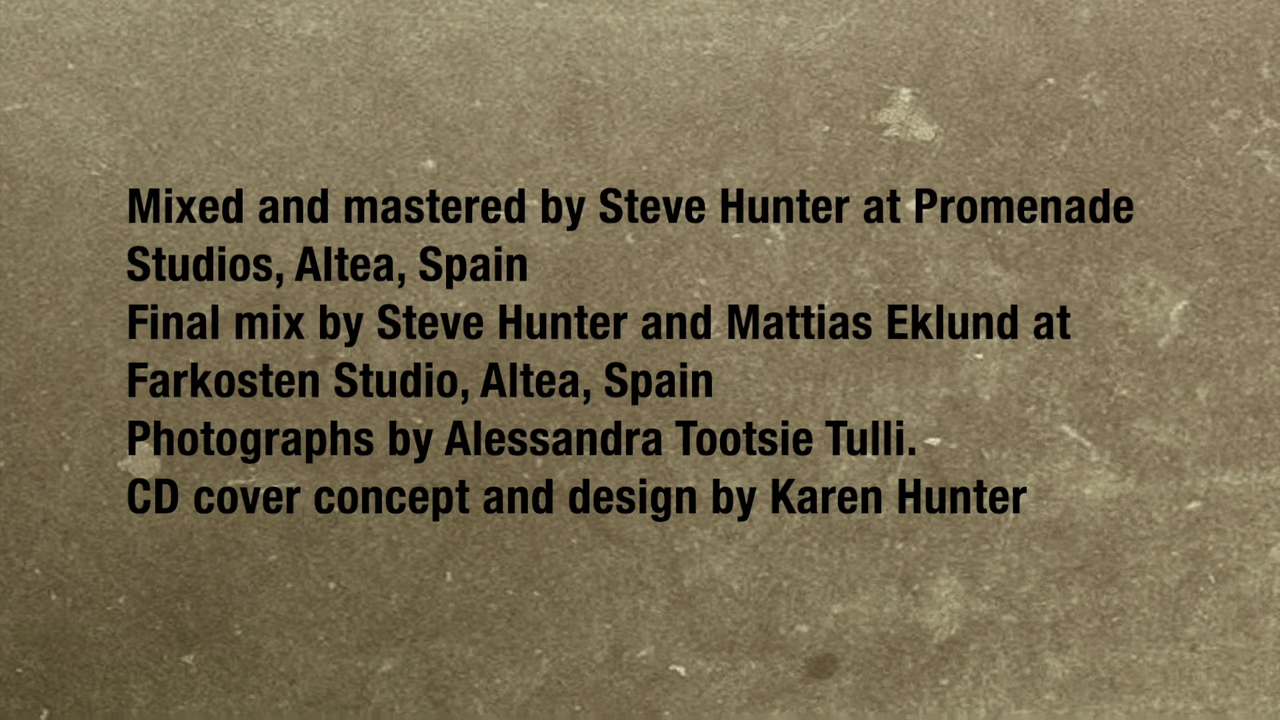 Mixed and mastered by Steve Hunter at Promenade
Studios, Altea, Spain
Final mix by Steve Hunter and Mattias Eklund at
Farkosten Studio, Altea, Spain
Photographs by Alessandra Tootsie Tulli.
CD cover concept and design by Karen Hunter